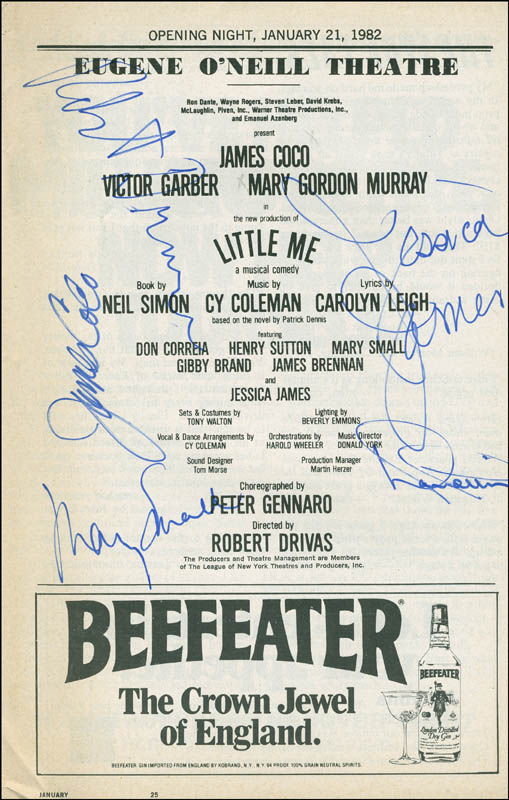 OPENING NIGHT, JANUARY 21, 1982
EUGENE O'NEILL THEATRE
Ron Dante, Wayne Rogers, Steven Leber, David Krebs,
McLaughlin, Piven, Inc., Warner Theatre Productions, Inc.,
and Emanuel Azenberg
present
JAMES COCO
VICTOR GARBER MARY GORDON MURRAY
in
the new production of
LITTLE ME
a musical comedy
Book by Music by Lyrics by
NEIL SIMON CY COLEMAN CAROLYN LEIGH
based on the novel by Patrick Dennis
featuring
DON CORREIA HENRY SUTTON MARY SMALL
GIBBY BRAND JAMES BRENNAN
and
JESSICA JAMES
Sets & Costumes by Lighting by
TONY WALTON BEVERLY EMMONS
Vocal & Dance Arrangements by Orchestrations by Music Director
CY COLEMAN HAROLD WHEELER DONALD YORK
Sound Designer Production Manager
Tom Morse Martin Herzer
Choreographed by
PETER GENNARO
Directed by
ROBERT DRIVAS
The Producers and Theatre Management are Members
of The League of New York Theatres and Producers, Inc.
James Coco
Jessica
James
Mary Small
BEEFEATER®
The Crown Jewel
of England.
BEEFEATER
London Distilled
Dry Gin
BEEFEATER GIN IMPORTED FROM ENGLAND BY KOBRAND, N.Y., N.Y. 94 PROOF 100% GRAIN NEUTRAL SPIRITS.
JANUARY 25